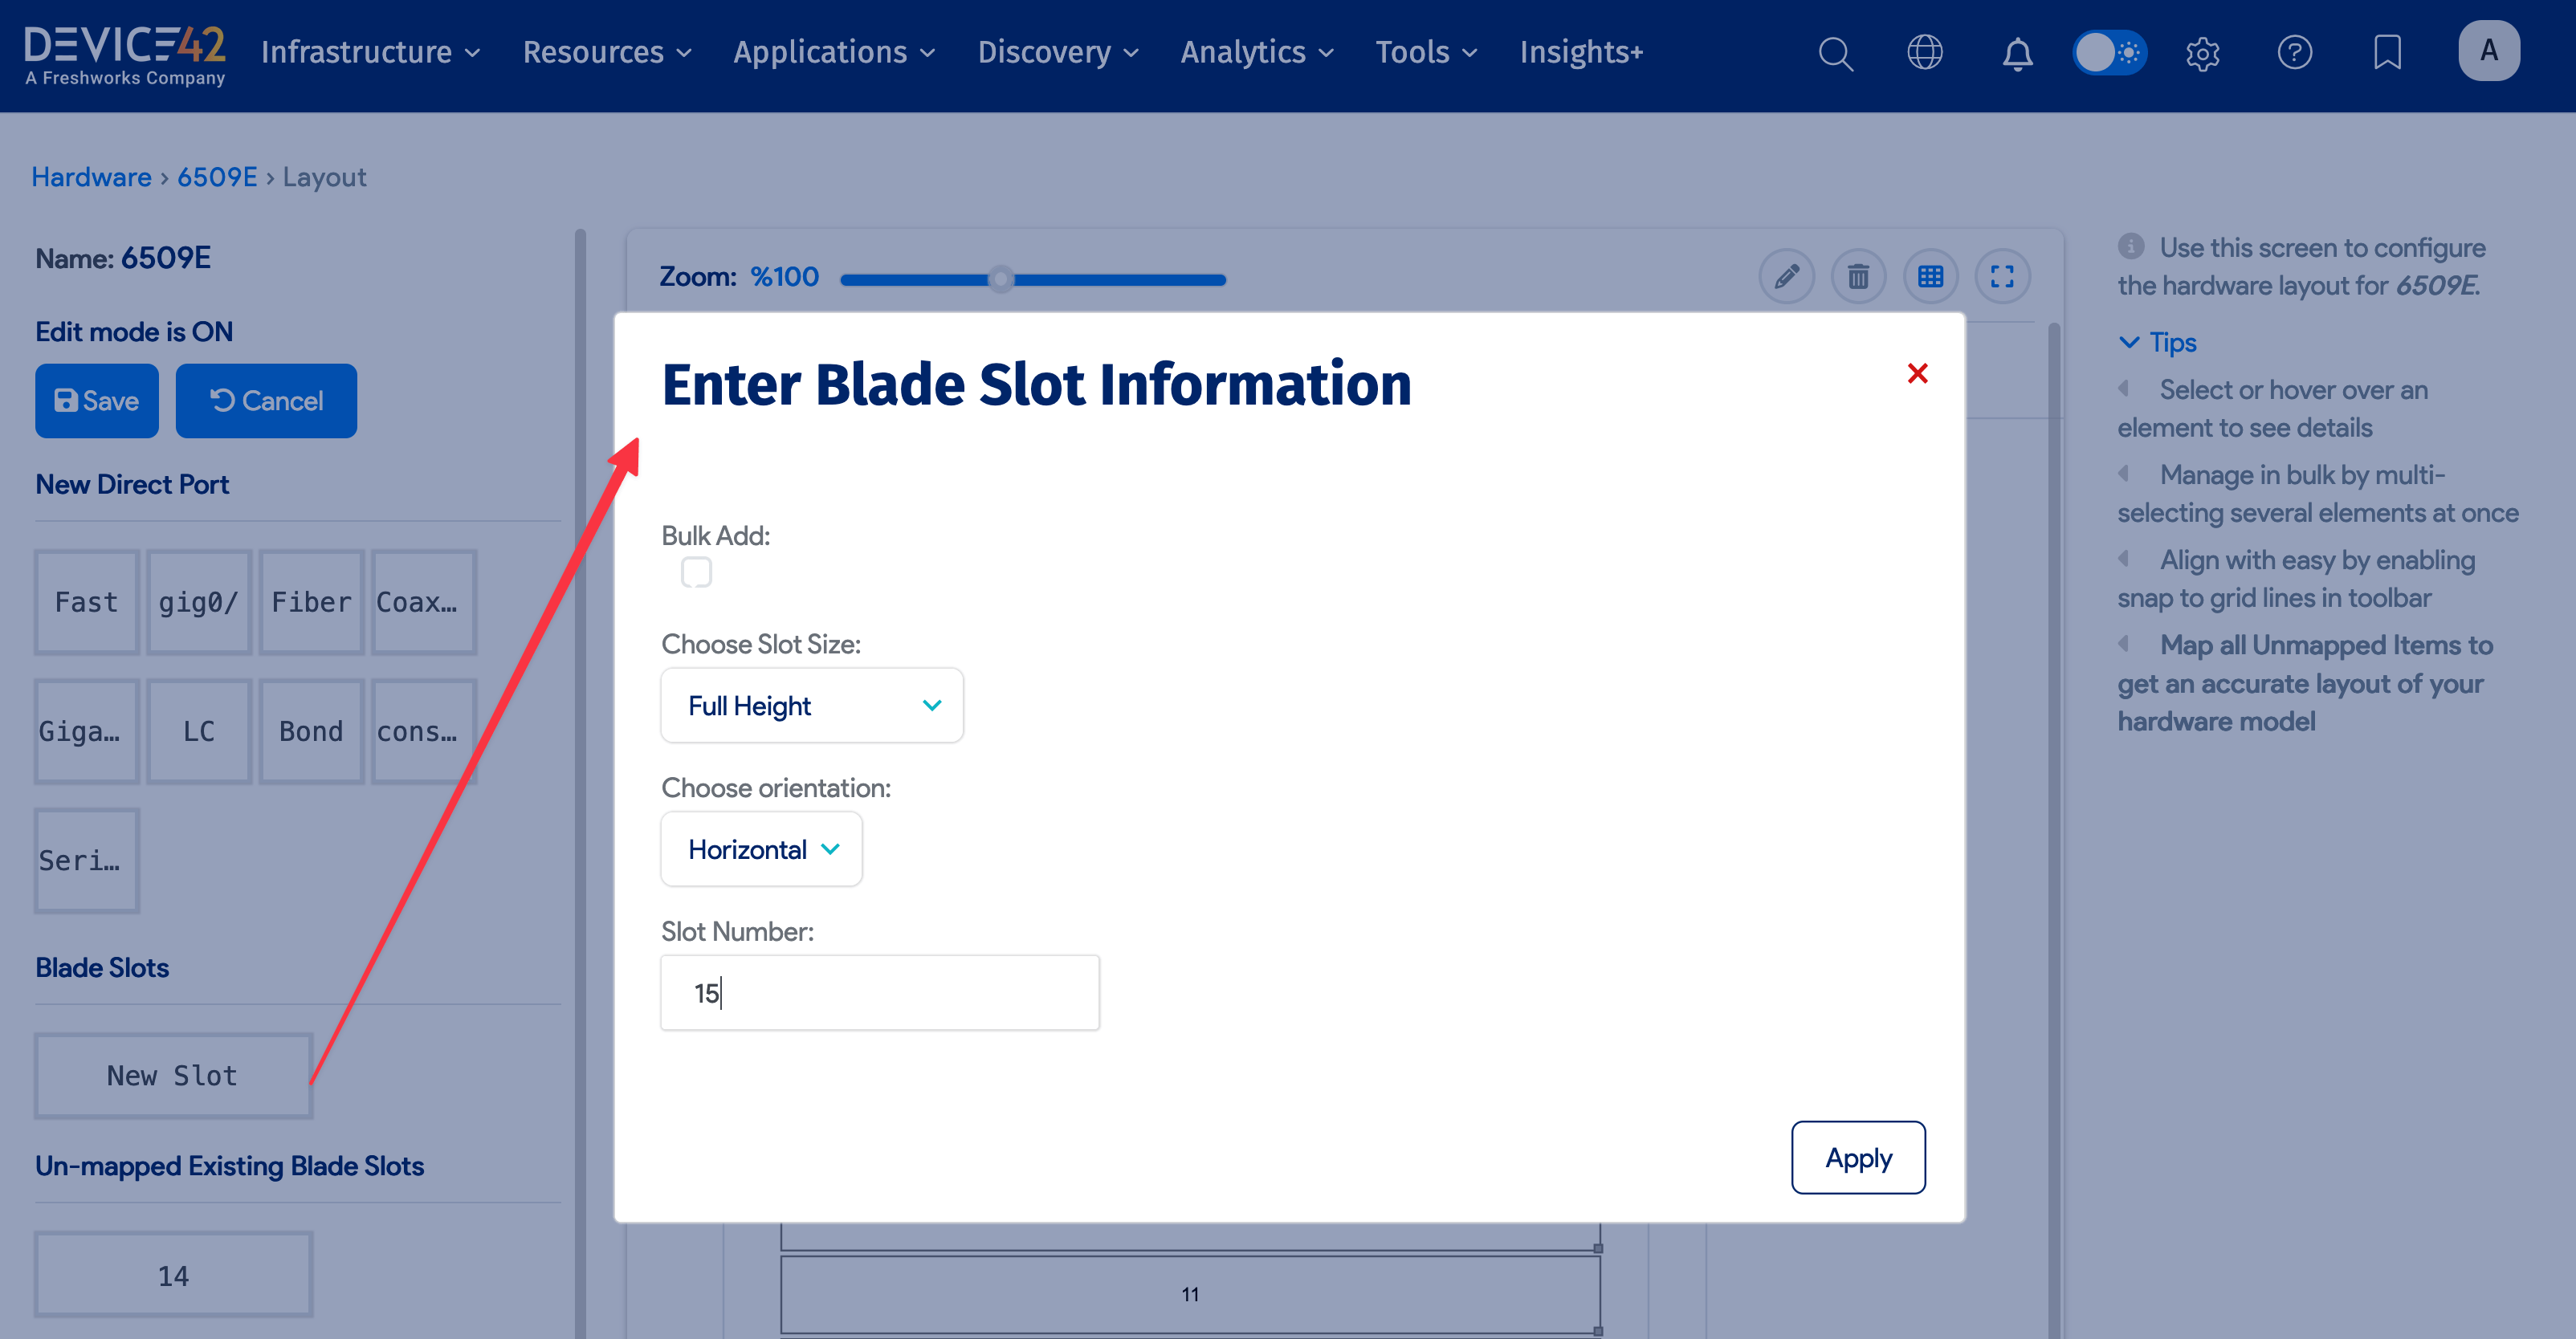 DEVICE42
A Freshworks Company
Infrastructure
Resources
Applications
Discovery
Analytics
Tools
Insights+
A
Hardware › 6509E › Layout
Name: 6509E
Edit mode is ON
Save
Cancel
New Direct Port
Fast
gig0/
Fiber
Coax...
Giga...
LC
Bond
cons...
Seri...
Blade Slots
New Slot
Un-mapped Existing Blade Slots
14
Zoom: %100
Enter Blade Slot Information
Bulk Add:
Choose Slot Size:
Full Height
Choose orientation:
Horizontal
Slot Number:
15
Apply
11
Use this screen to configure
the hardware layout for 6509E.
Tips
Select or hover over an
element to see details
Manage in bulk by multi-
selecting several elements at once
Align with easy by enabling
snap to grid lines in toolbar
Map all Unmapped Items to
get an accurate layout of your
hardware model